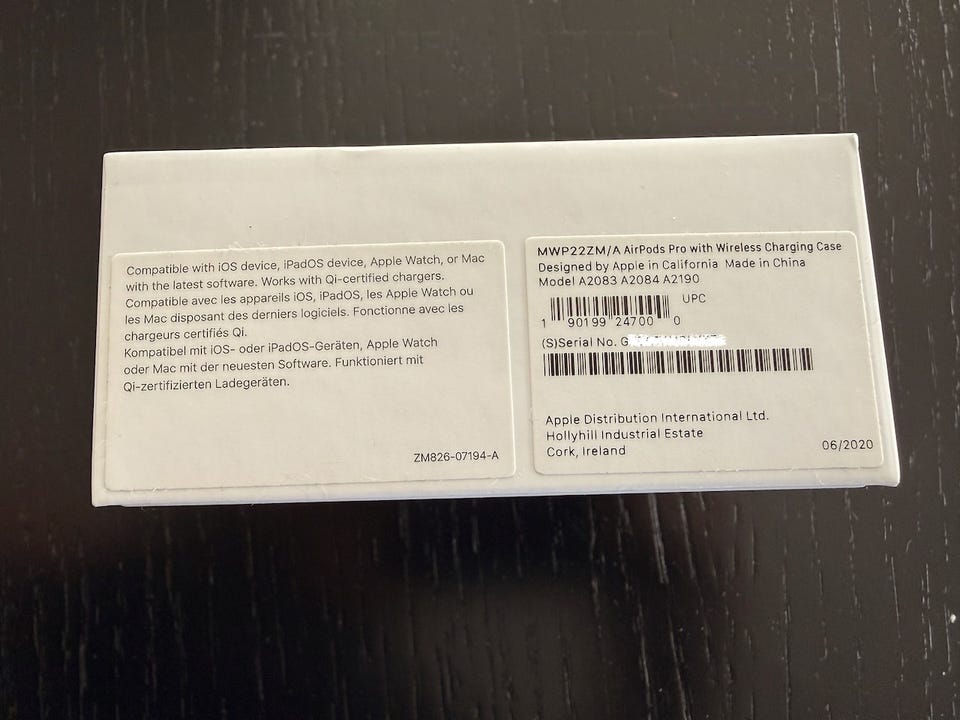 Compatible with iOS device, iPadOS device, Apple Watch, or Mac
with the latest software. Works with Qi-certified chargers.
Compatible avec les appareils iOS, iPadOS, les Apple Watch ou
les Mac disposant des derniers logiciels. Fonctionne avec les
chargeurs certifiés Qi.
Kompatibel mit iOS- oder iPadOS-Geräten, Apple Watch
oder Mac mit der neuesten Software. Funktioniert mit
Qi-zertifizierten Ladegeräten.
ZM826-07194-A
MWP22ZM/A AirPods Pro with Wireless Charging Case
Designed by Apple in California Made in China
Model A2083 A2084 A2190
UPC
1 90199 24700 0
(S)Serial No. G
Apple Distribution International Ltd.
Hollyhill Industrial Estate
Cork, Ireland
06/2020